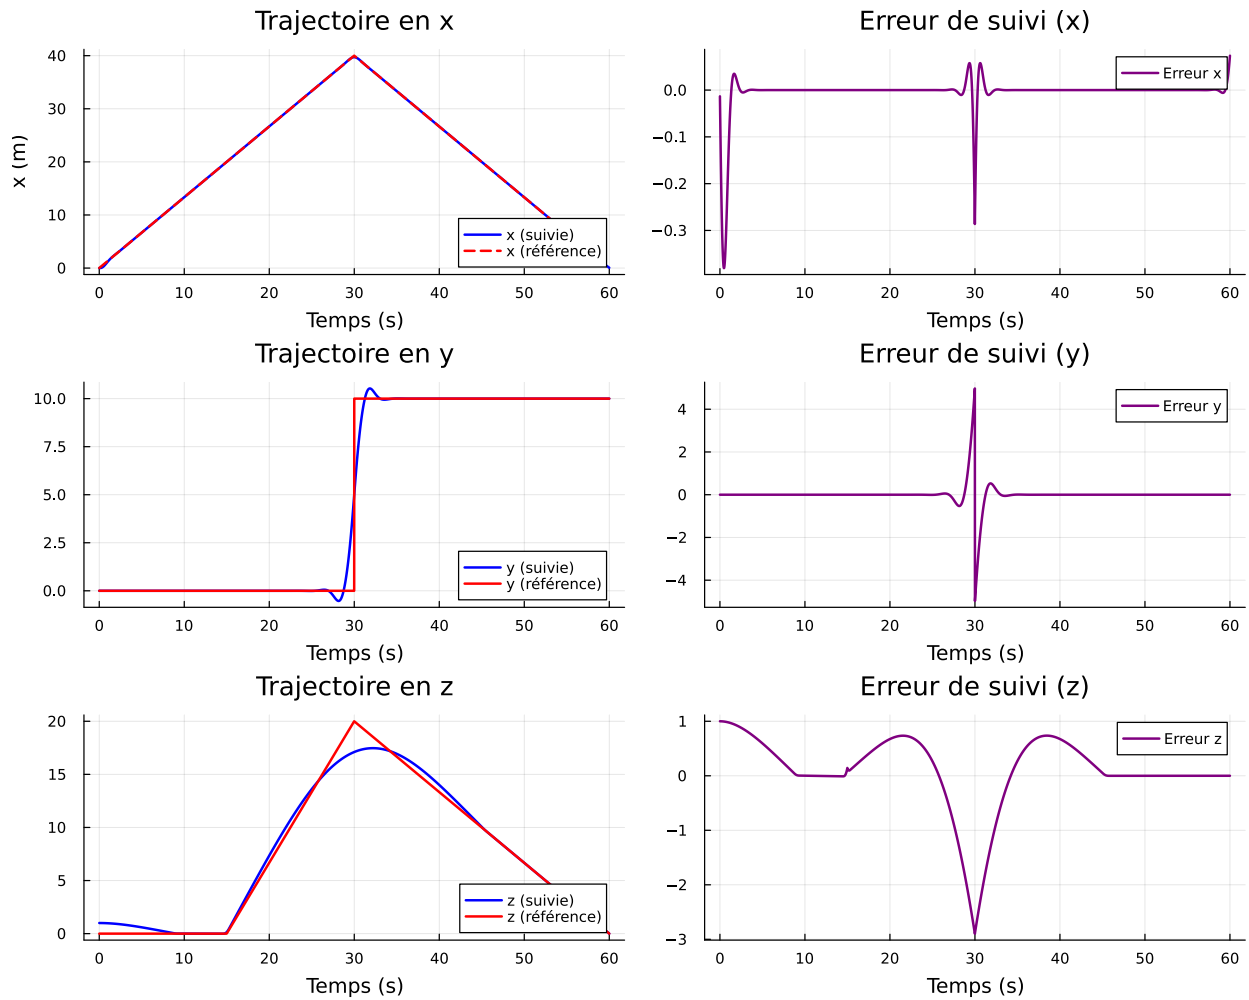 Trajectoire en x
Erreur de suivi (x)
x (m)
40
30
20
10
0
x (suivie)
x (référence)
0 10 20 30 40 50 60
Temps (s)
0.0
−0.1
−0.2
−0.3
Erreur x
0 10 20 30 40 50 60
Temps (s)
Trajectoire en y
Erreur de suivi (y)
10.0
7.5
5.0
2.5
0.0
y (suivie)
y (référence)
0 10 20 30 40 50 60
Temps (s)
4
2
0
−2
−4
Erreur y
0 10 20 30 40 50 60
Temps (s)
Trajectoire en z
Erreur de suivi (z)
20
15
10
5
0
z (suivie)
z (référence)
0 10 20 30 40 50 60
Temps (s)
1
0
−1
−2
−3
Erreur z
0 10 20 30 40 50 60
Temps (s)